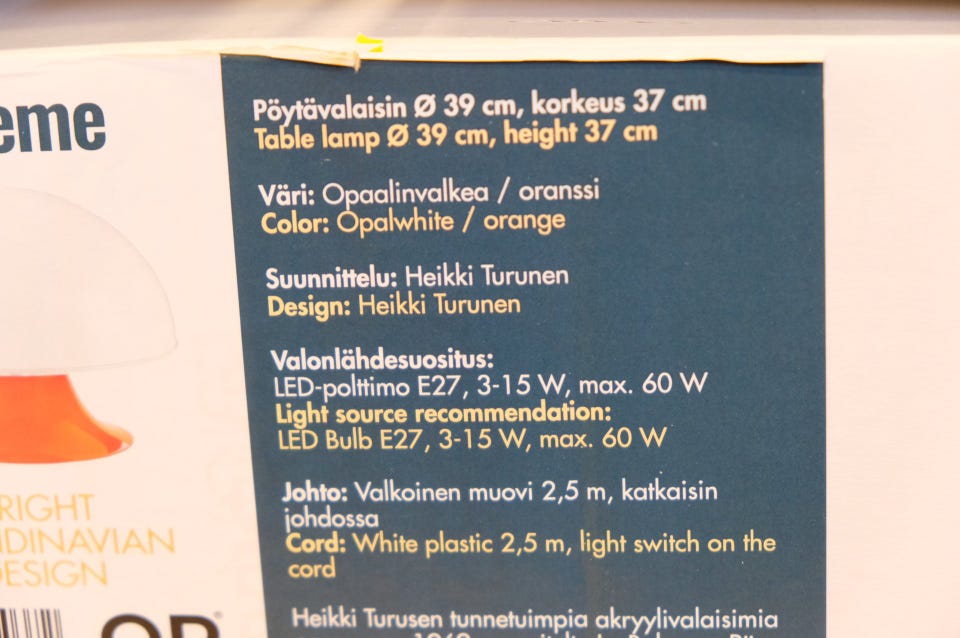 eme
RIGHT
DINAVIAN
ESIGN
Pöytävalaisin Ø 39 cm, korkeus 37 cm
Table lamp Ø 39 cm, height 37 cm
Väri: Opaalinvalkea / oranssi
Color: Opalwhite / orange
Suunnittelu: Heikki Turunen
Design: Heikki Turunen
Valonlähdesuositus:
LED-polttimo E27, 3-15 W, max. 60 W
Light source recommendation:
LED Bulb E27, 3-15 W, max. 60 W
Johto: Valkoinen muovi 2,5 m, katkaisin
johdossa
Cord: White plastic 2,5 m, light switch on the
cord
Heikki Turusen tunnetuimpia akryylivalaisimia